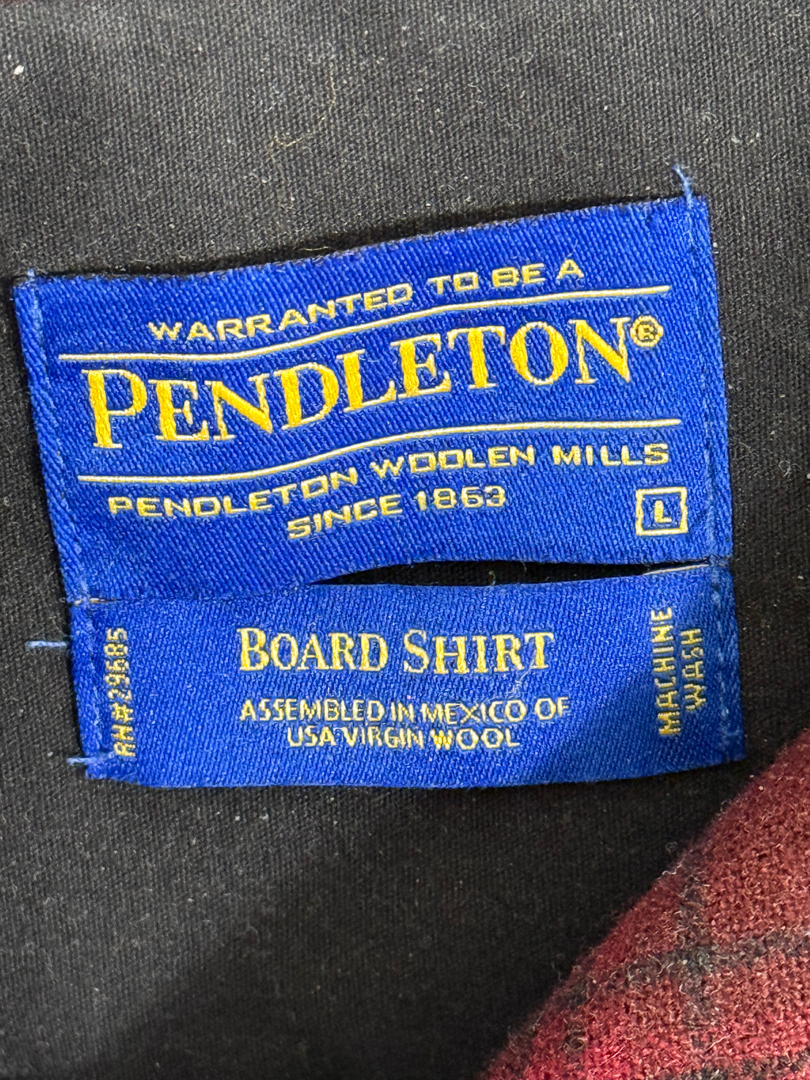 WARRANTED TO BE A
PENDLETON®
PENDLETON WOOLEN MILLS
SINCE 1863
L
RN#29685
BOARD SHIRT
ASSEMBLED IN MEXICO OF
USA VIRGIN WOOL
MACHINE
WASH